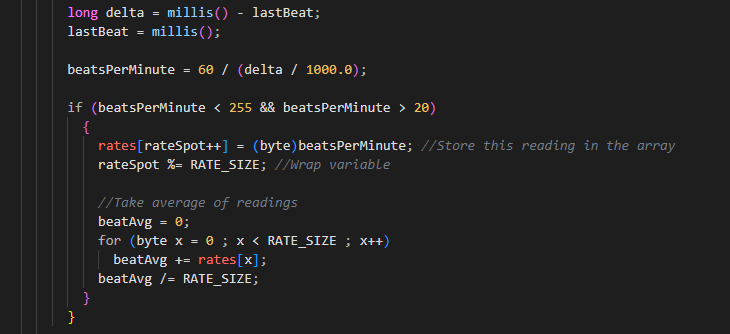 long delta = millis() - lastBeat;
lastBeat = millis();
beatsPerMinute = 60 / (delta / 1000.0);
if (beatsPerMinute < 255 && beatsPerMinute > 20)
{
rates[rateSpot++] = (byte)beatsPerMinute; //Store this reading in the array
rateSpot %= RATE_SIZE; //Wrap variable
//Take average of readings
beatAvg = 0;
for (byte x = 0 ; x < RATE_SIZE ; x++)
beatAvg += rates[x];
beatAvg /= RATE_SIZE;
}
}